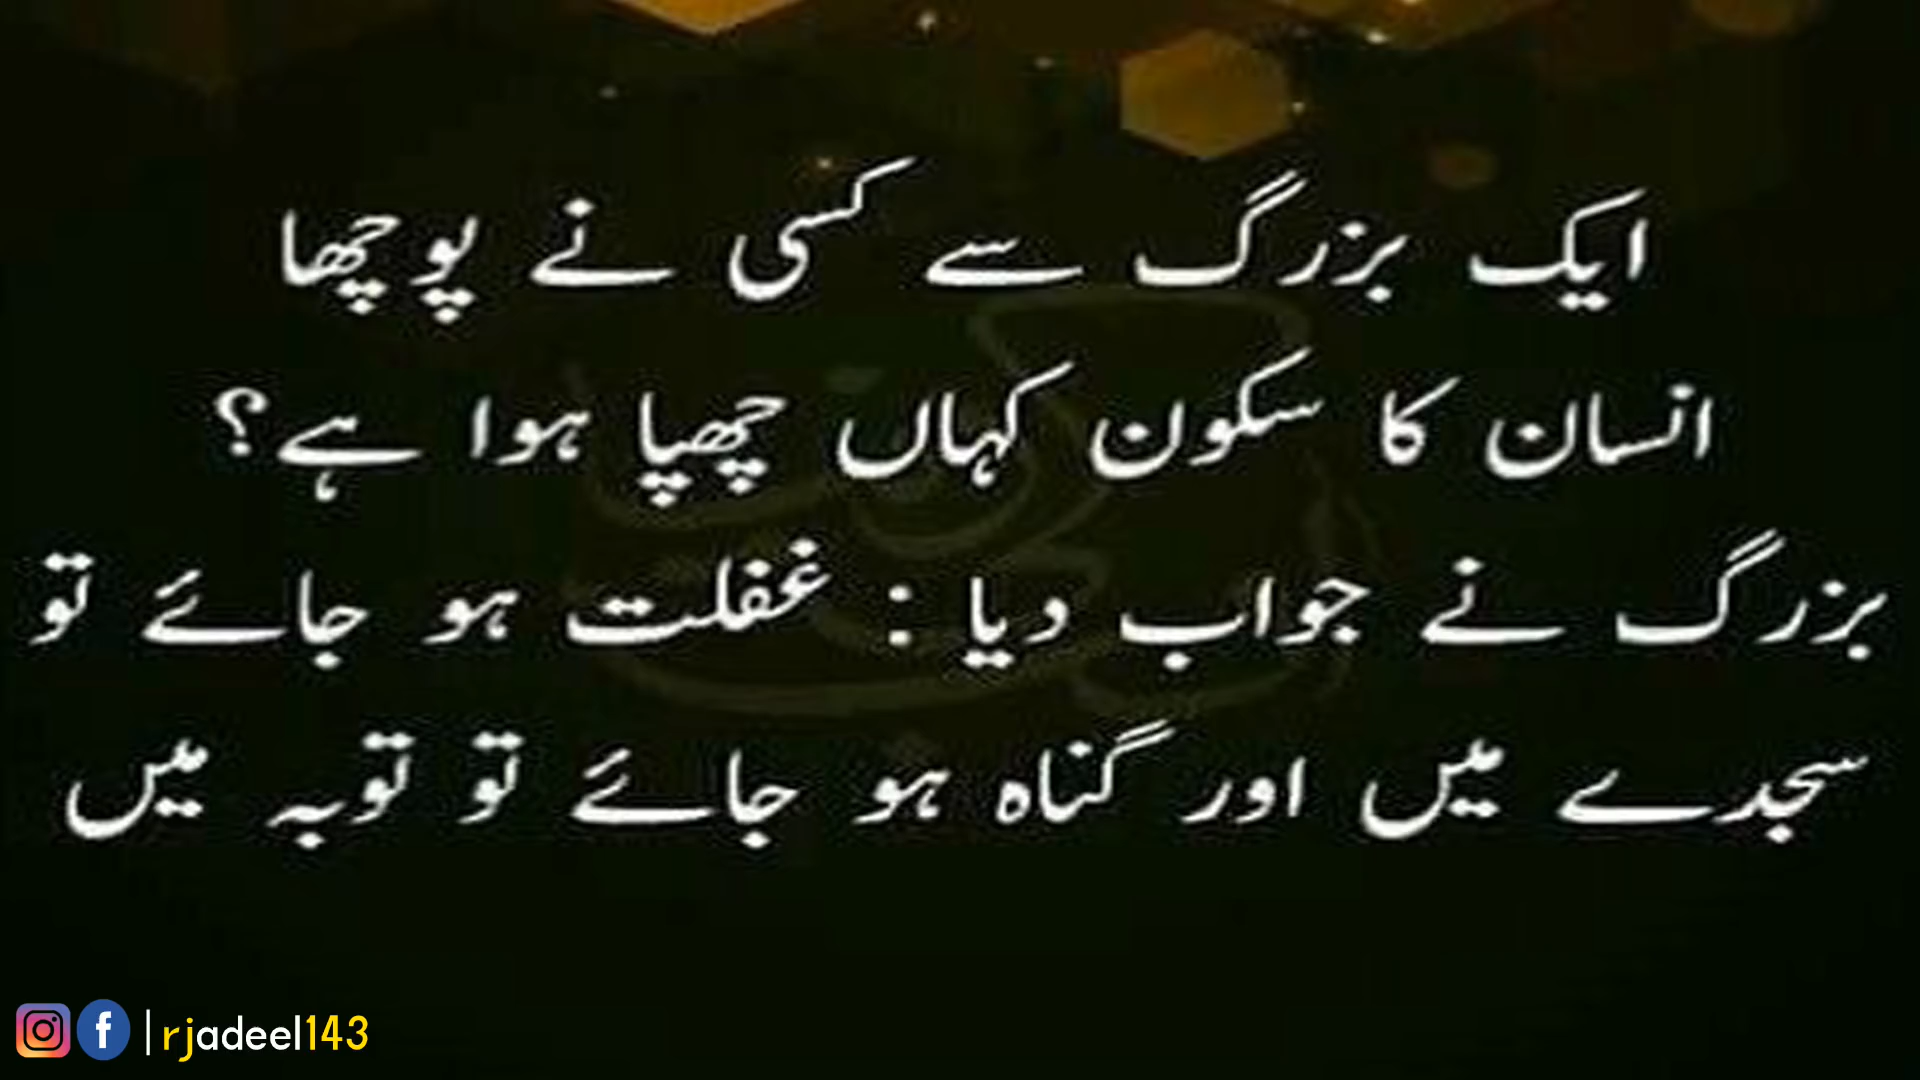 ایک بزرگ سے کسی نے پوچھا
انسان کا سکون کہاں چھپا ہوا ہے؟
بزرگ نے جواب دیا : غفلت ہو جائے تو
سجدے میں اور گناہ ہو جائے تو توبہ میں
|rjadeel143